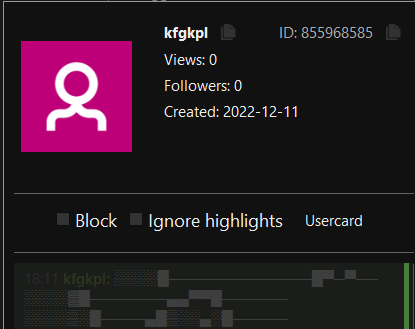 kfgkpl ID: 855968585
Views: 0
Followers: 0
Created: 2022-12-11
Block Ignore highlights Usercard
18:11 kfgkpl: